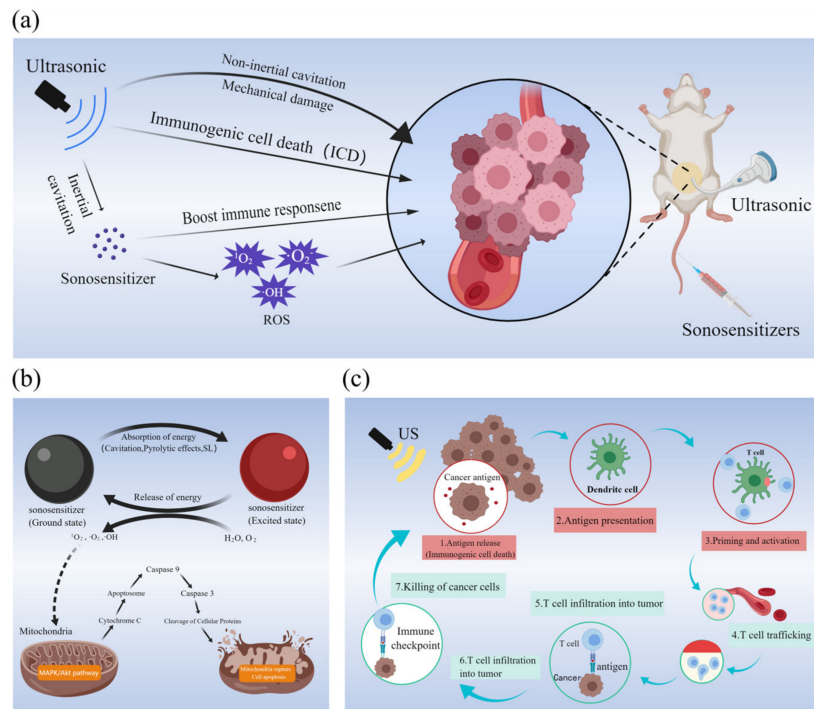 (a)
Ultrasonic
Non-inertial cavitation
Mechanical damage
Immunogenic cell death（ICD）
Inertial
cavitation
Boost immune responsene
Sonosensitizer
¹O₂
·O₂⁻
·OH
ROS
Ultrasonic
Sonosensitizers
(b)
Absorption of energy
(Cavitation,Pyrolytic effects,SL)
Release of energy
sonosensitizer
(Ground state)
sonosensitizer
(Excited state)
¹O₂ , ·O₂ , ·OH
H₂O, O₂
Caspase 9
Apoptosome
Caspase 3
Cytochrome C
Cleavage of Cellular Proteins
Mitochondria
MAPK/Akt pathway
Mitochondria rupture
Cell apoptosis
(c)
US
Cancer antigen
1.Antigen release
(Immunogenic cell death)
Dendrite cell
2.Antigen presentation
T cell
3.Priming and activation
4.T cell trafficking
5.T cell infiltration into tumor
T cell
antigen
Cancer
6.T cell infiltration
into tumor
7.Killing of cancer cells
Immune
checkpoint